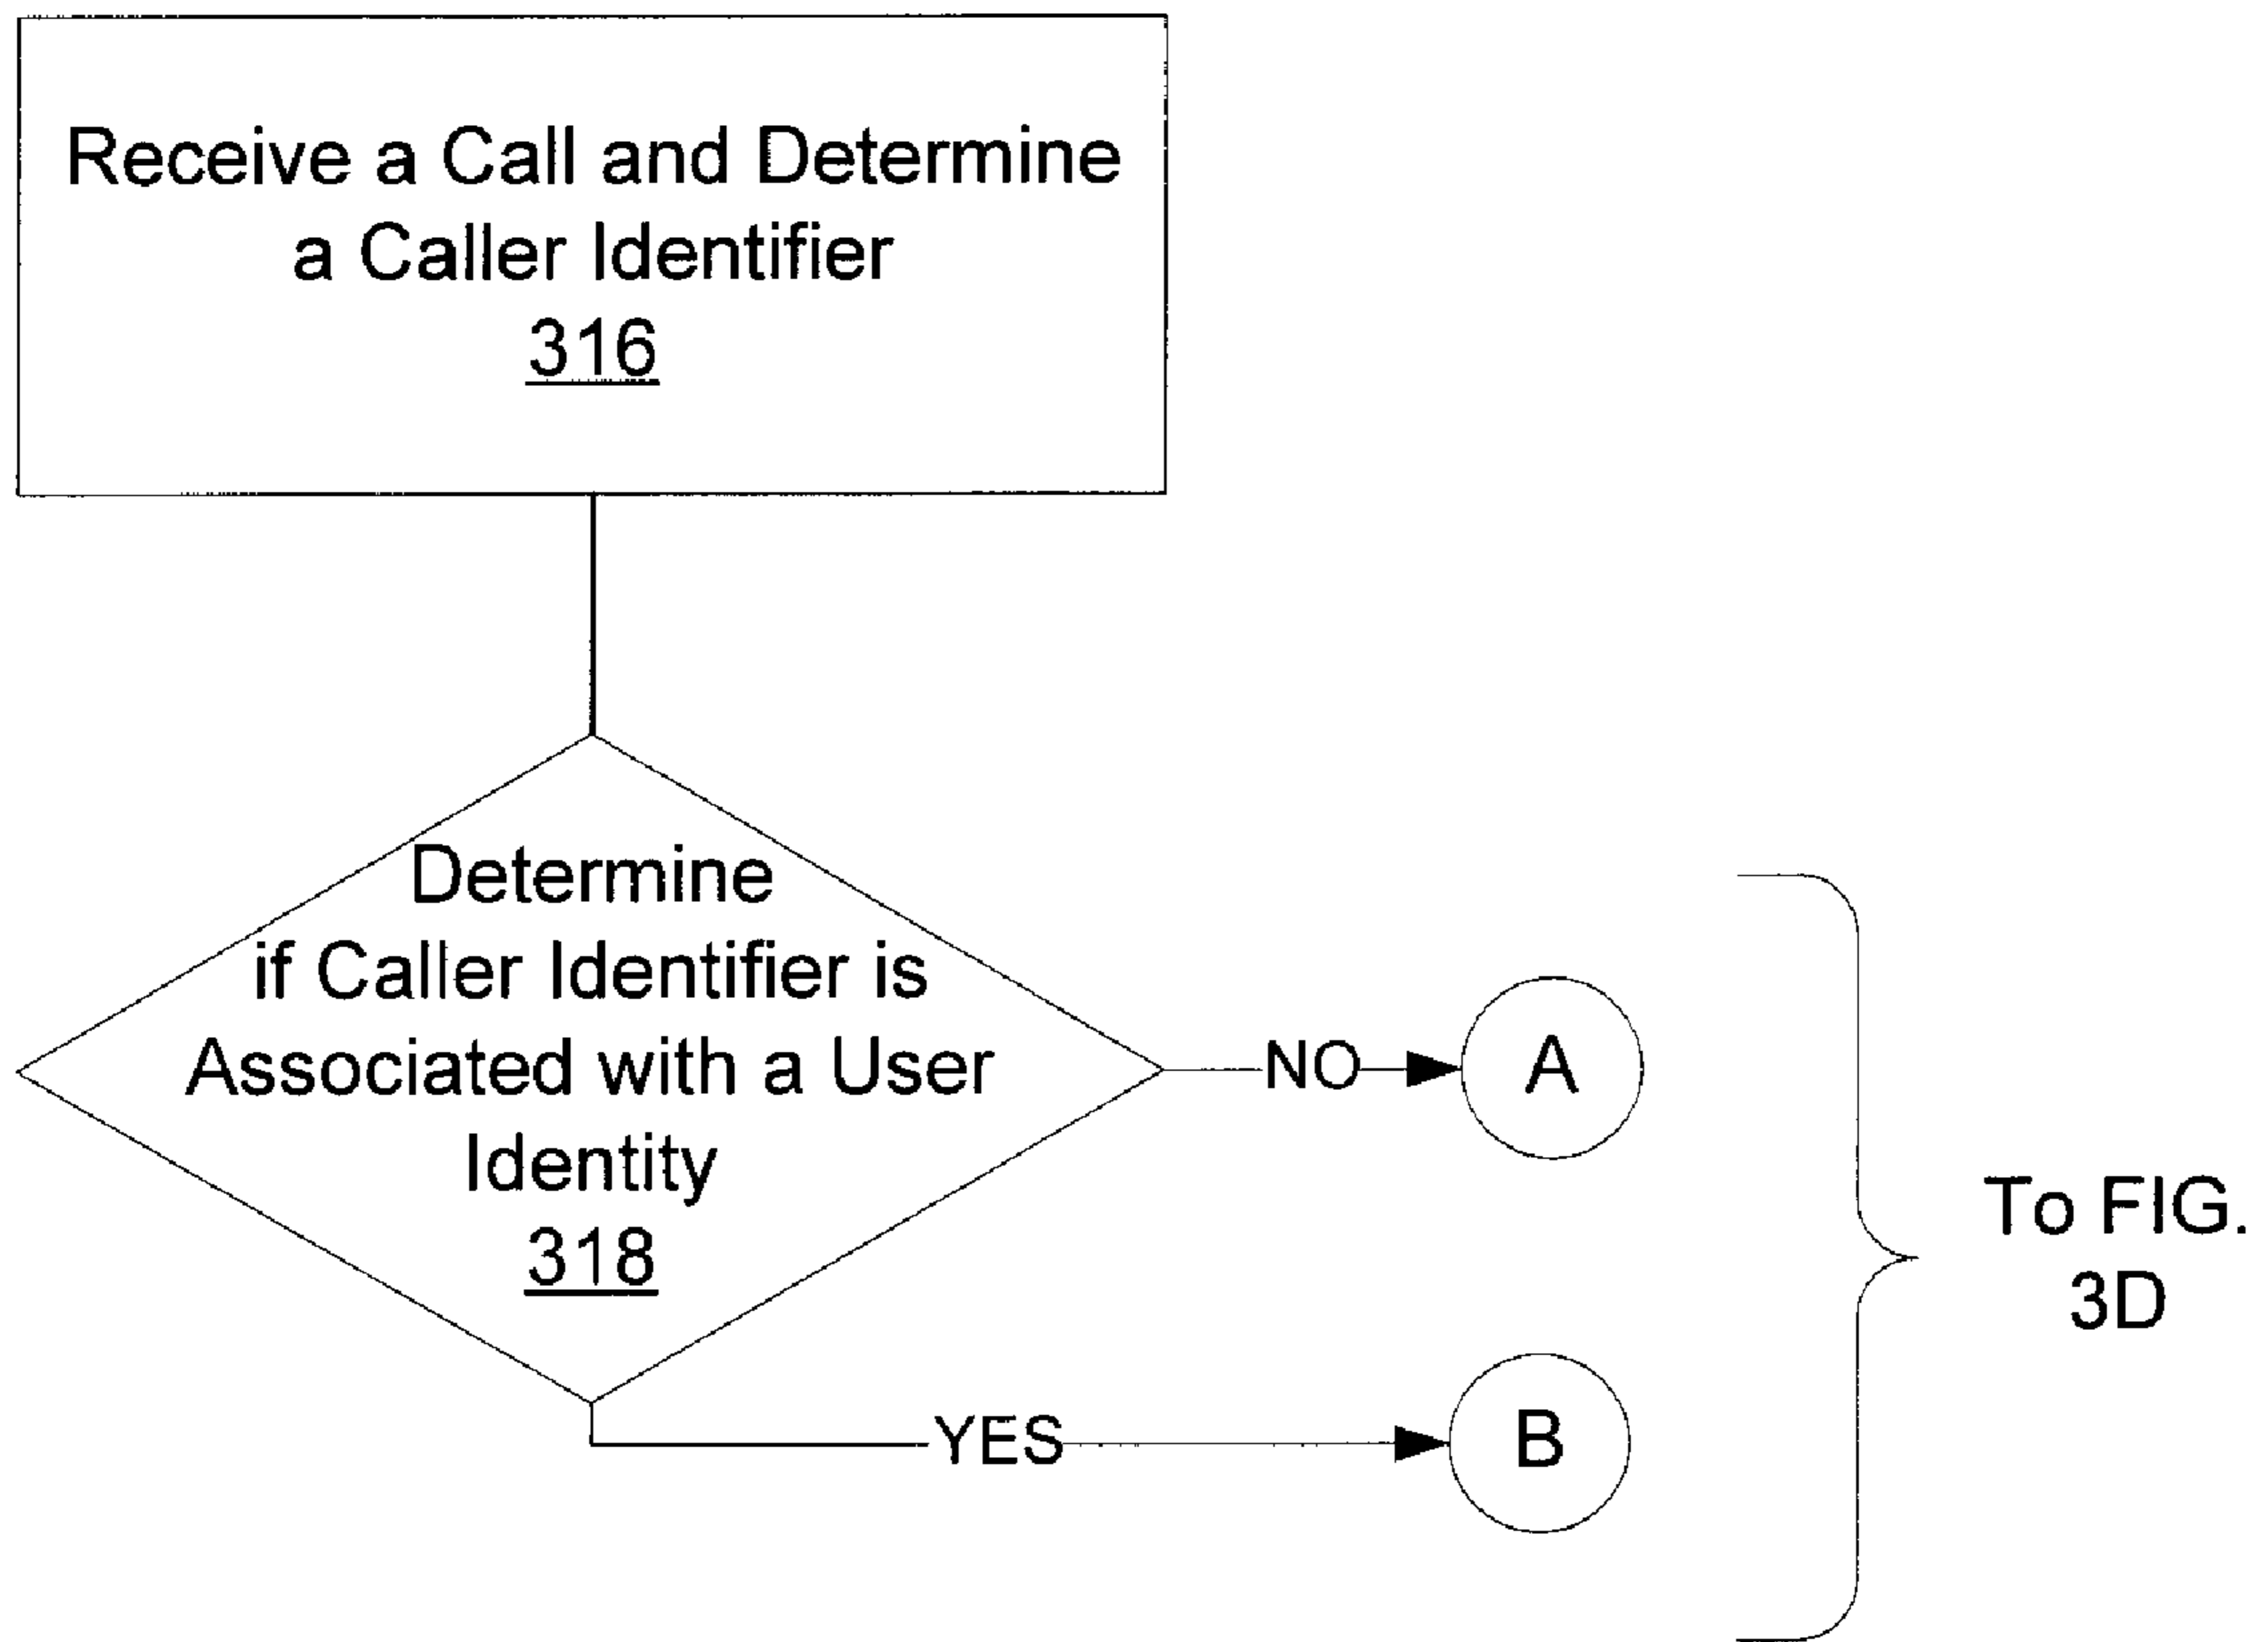 Receive a Call and Determine
a Caller Identifier
316
Determine
if Caller Identifier is
Associated with a User
Identity
318
NO
A
To FIG.
3D
YES
B